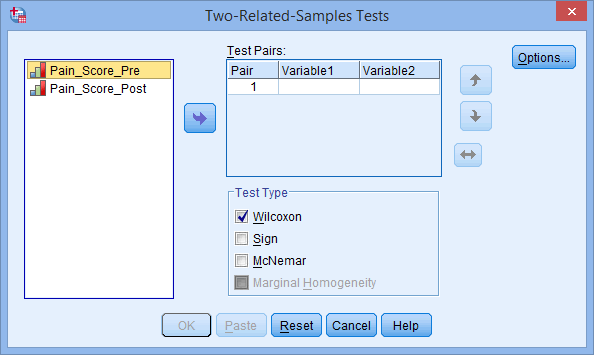 Two-Related-Samples Tests
Pain_Score_Pre
Pain_Score_Post
Test Pairs:
Pair Variable1 Variable2
1
Options...
Test Type
Wilcoxon
Sign
McNemar
Marginal Homogeneity
OK Paste Reset Cancel Help